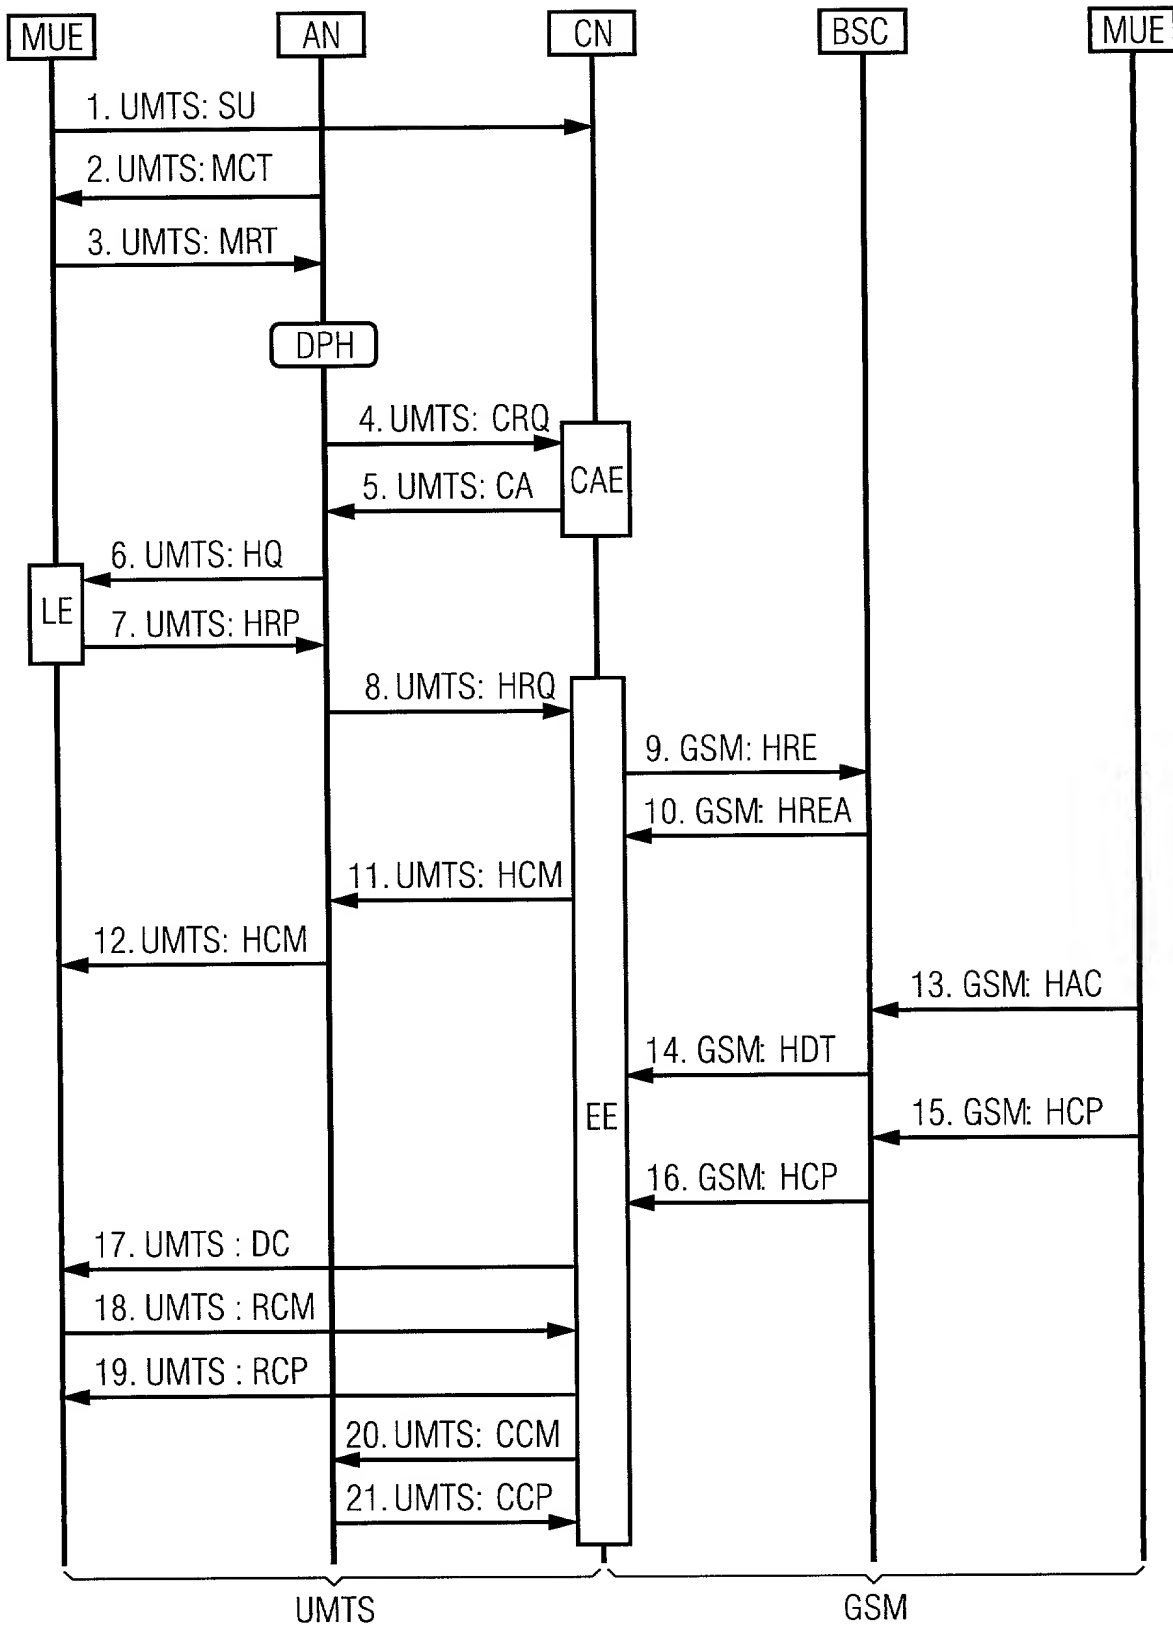 MUE AN CN BSC MUE
1. UMTS: SU
2. UMTS: MCT
3. UMTS: MRT
DPH
4. UMTS: CRQ
CAE
5. UMTS: CA
6. UMTS: HQ
LE
7. UMTS: HRP
8. UMTS: HRQ
9. GSM: HRE
10. GSM: HREA
11. UMTS: HCM
12. UMTS: HCM
13. GSM: HAC
14. GSM: HDT
EE
15. GSM: HCP
16. GSM: HCP
17. UMTS : DC
18. UMTS : RCM
19. UMTS : RCP
20. UMTS: CCM
21. UMTS: CCP
UMTS GSM